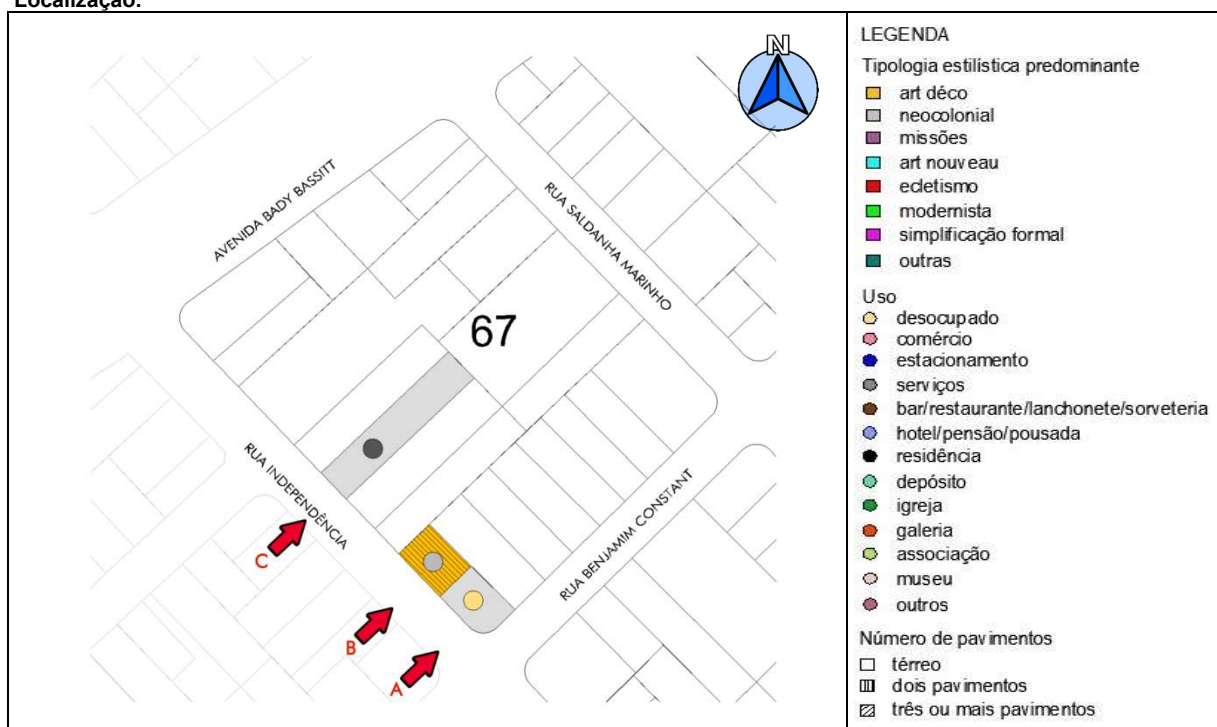 Localização:
N
AVENIDA BADY BASSITT
RUA SALDANHA MARINHO
67
RUA INDEPENDÊNCIA
RUA BENJAMIM CONSTANT
C
B
A
LEGENDA
Tipologia estilística predominante
art déco
neocolonial
missões
art nouveau
ecletismo
modernista
simplificação formal
outras
Uso
desocupado
comércio
estacionamento
serviços
bar/restaurante/lanchonete/sorveteria
hotel/pensão/pousada
residência
depósito
igreja
galeria
associação
museu
outros
Número de pavimentos
térreo
dois pavimentos
três ou mais pavimentos